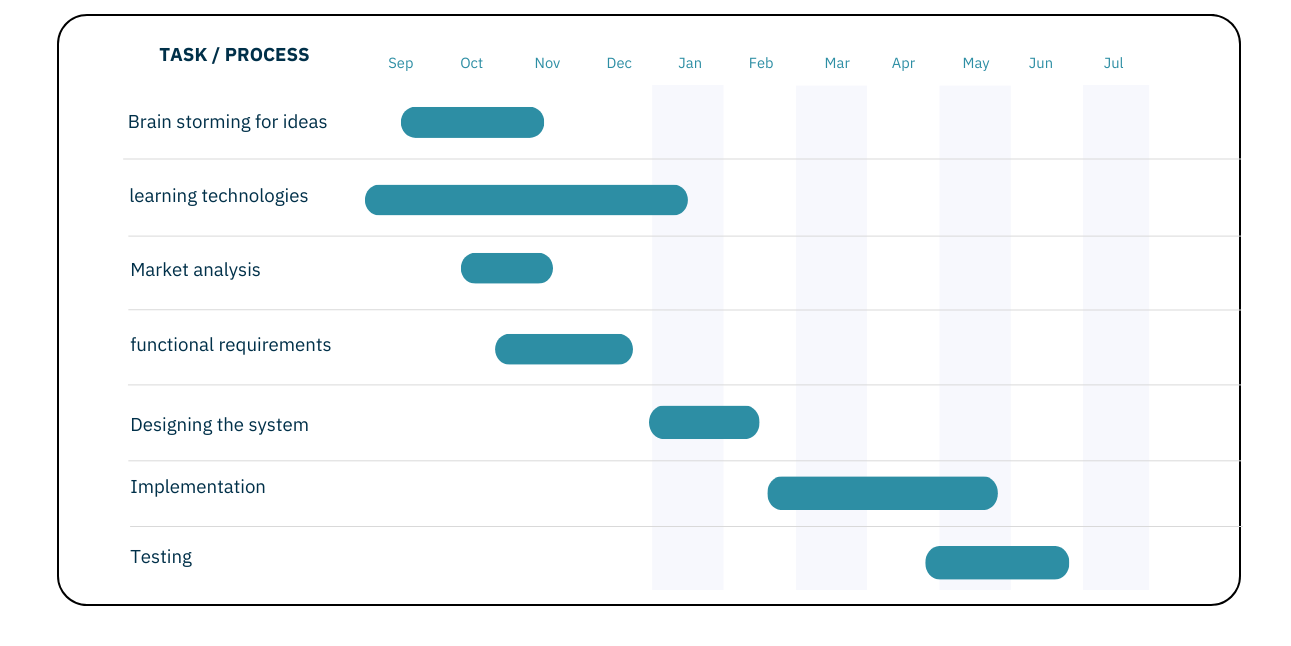 TASK / PROCESS
Sep Oct Nov Dec Jan Feb Mar Apr May Jun Jul
Brain storming for ideas
learning technologies
Market analysis
functional requirements
Designing the system
Implementation
Testing